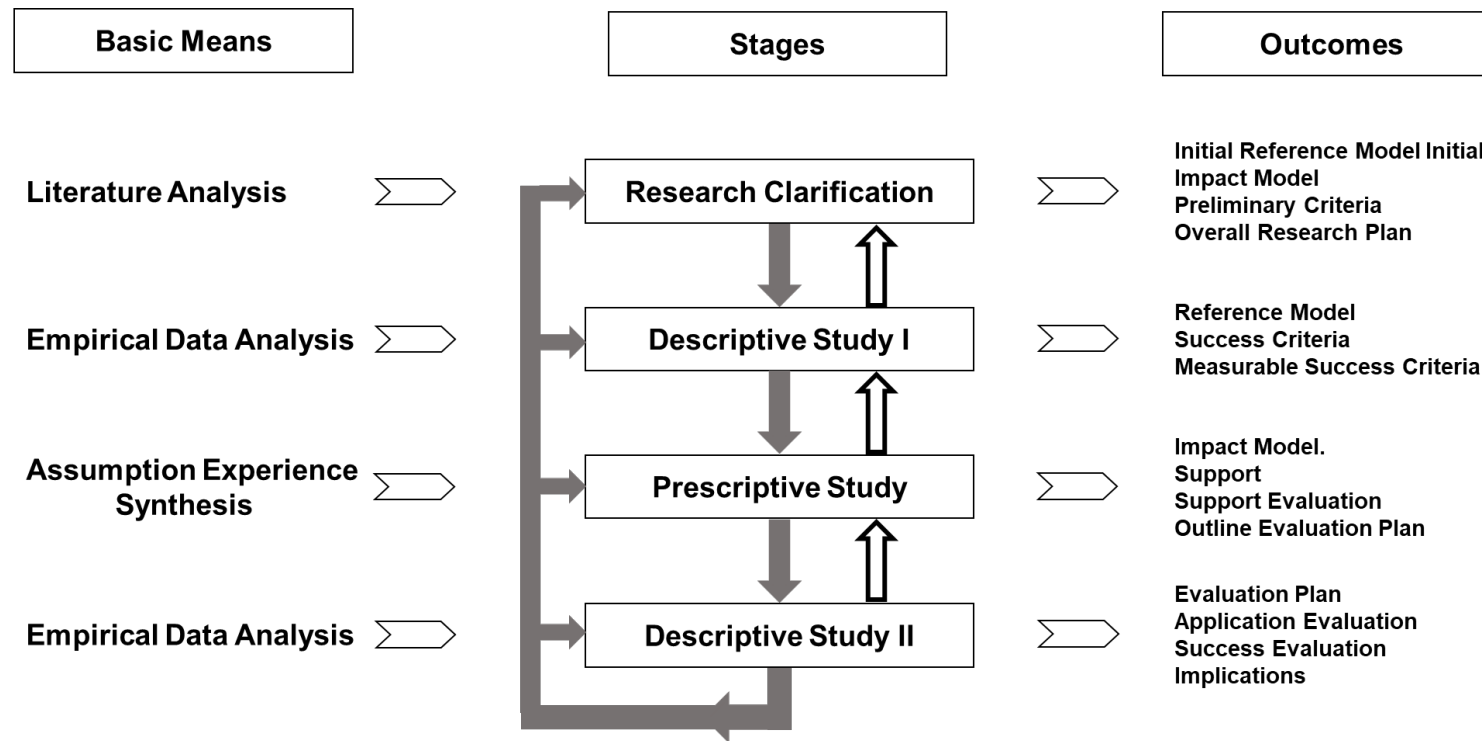 Basic Means
Stages
Outcomes
Literature Analysis
Research Clarification
Initial Reference Model Initial
Impact Model
Preliminary Criteria
Overall Research Plan
Empirical Data Analysis
Descriptive Study I
Reference Model
Success Criteria
Measurable Success Criteria
Assumption Experience
Synthesis
Prescriptive Study
Impact Model.
Support
Support Evaluation
Outline Evaluation Plan
Empirical Data Analysis
Descriptive Study II
Evaluation Plan
Application Evaluation
Success Evaluation
Implications